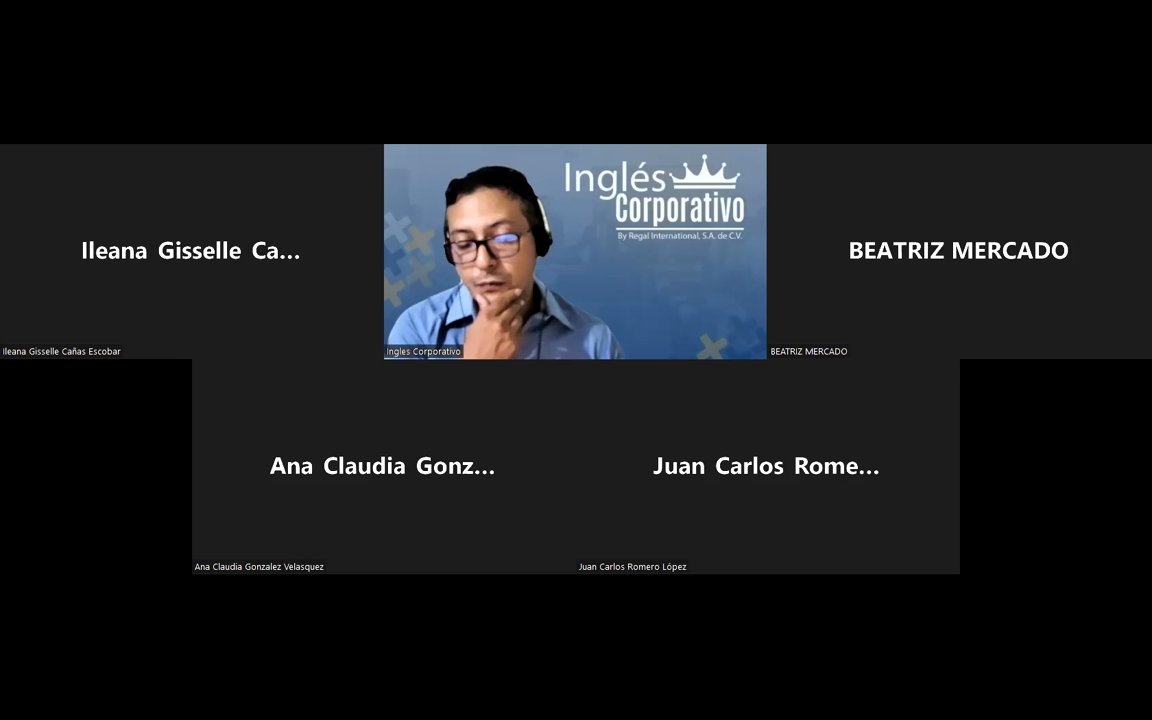 Ileana Gisselle Ca...
Inglés
Corporativo
By Regal International, S.A. de C.V.
BEATRIZ MERCADO
Ileana Gisselle Cañas Escobar
Ingles Corporativo
BEATRIZ MERCADO
Ana Claudia Gonz...
Juan Carlos Rome...
Ana Claudia Gonzalez Velasquez
Juan Carlos Romero López